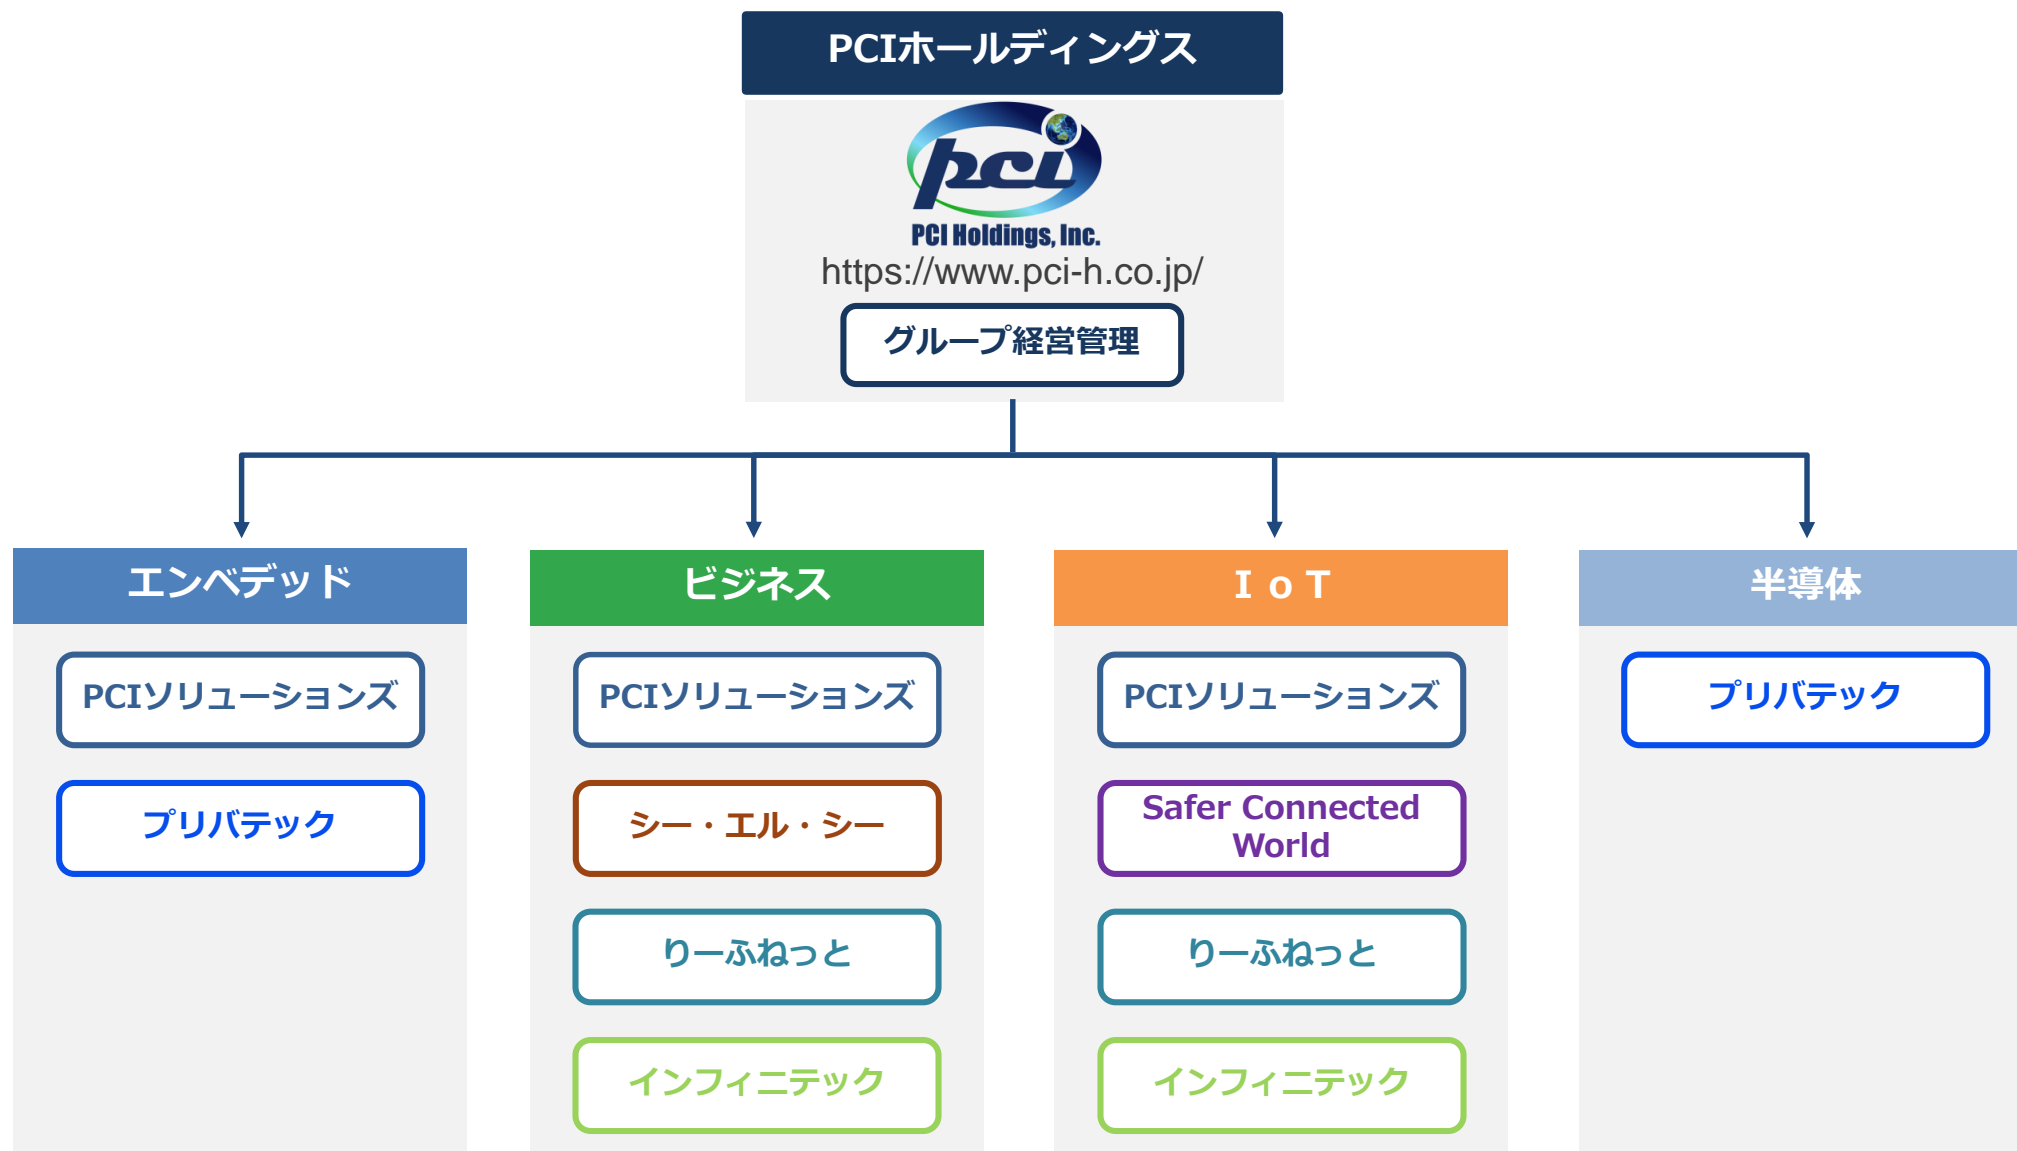 PCIホールディングス
pci
PCI Holdings, Inc.
https://www.pci-h.co.jp/
グループ経営管理
エンベデッド
PCIソリューションズ
プリバテック
ビジネス
PCIソリューションズ
シー・エル・シー
りーふねっと
インフィニテック
ＩｏＴ
PCIソリューションズ
Safer Connected
World
りーふねっと
インフィニテック
半導体
プリバテック